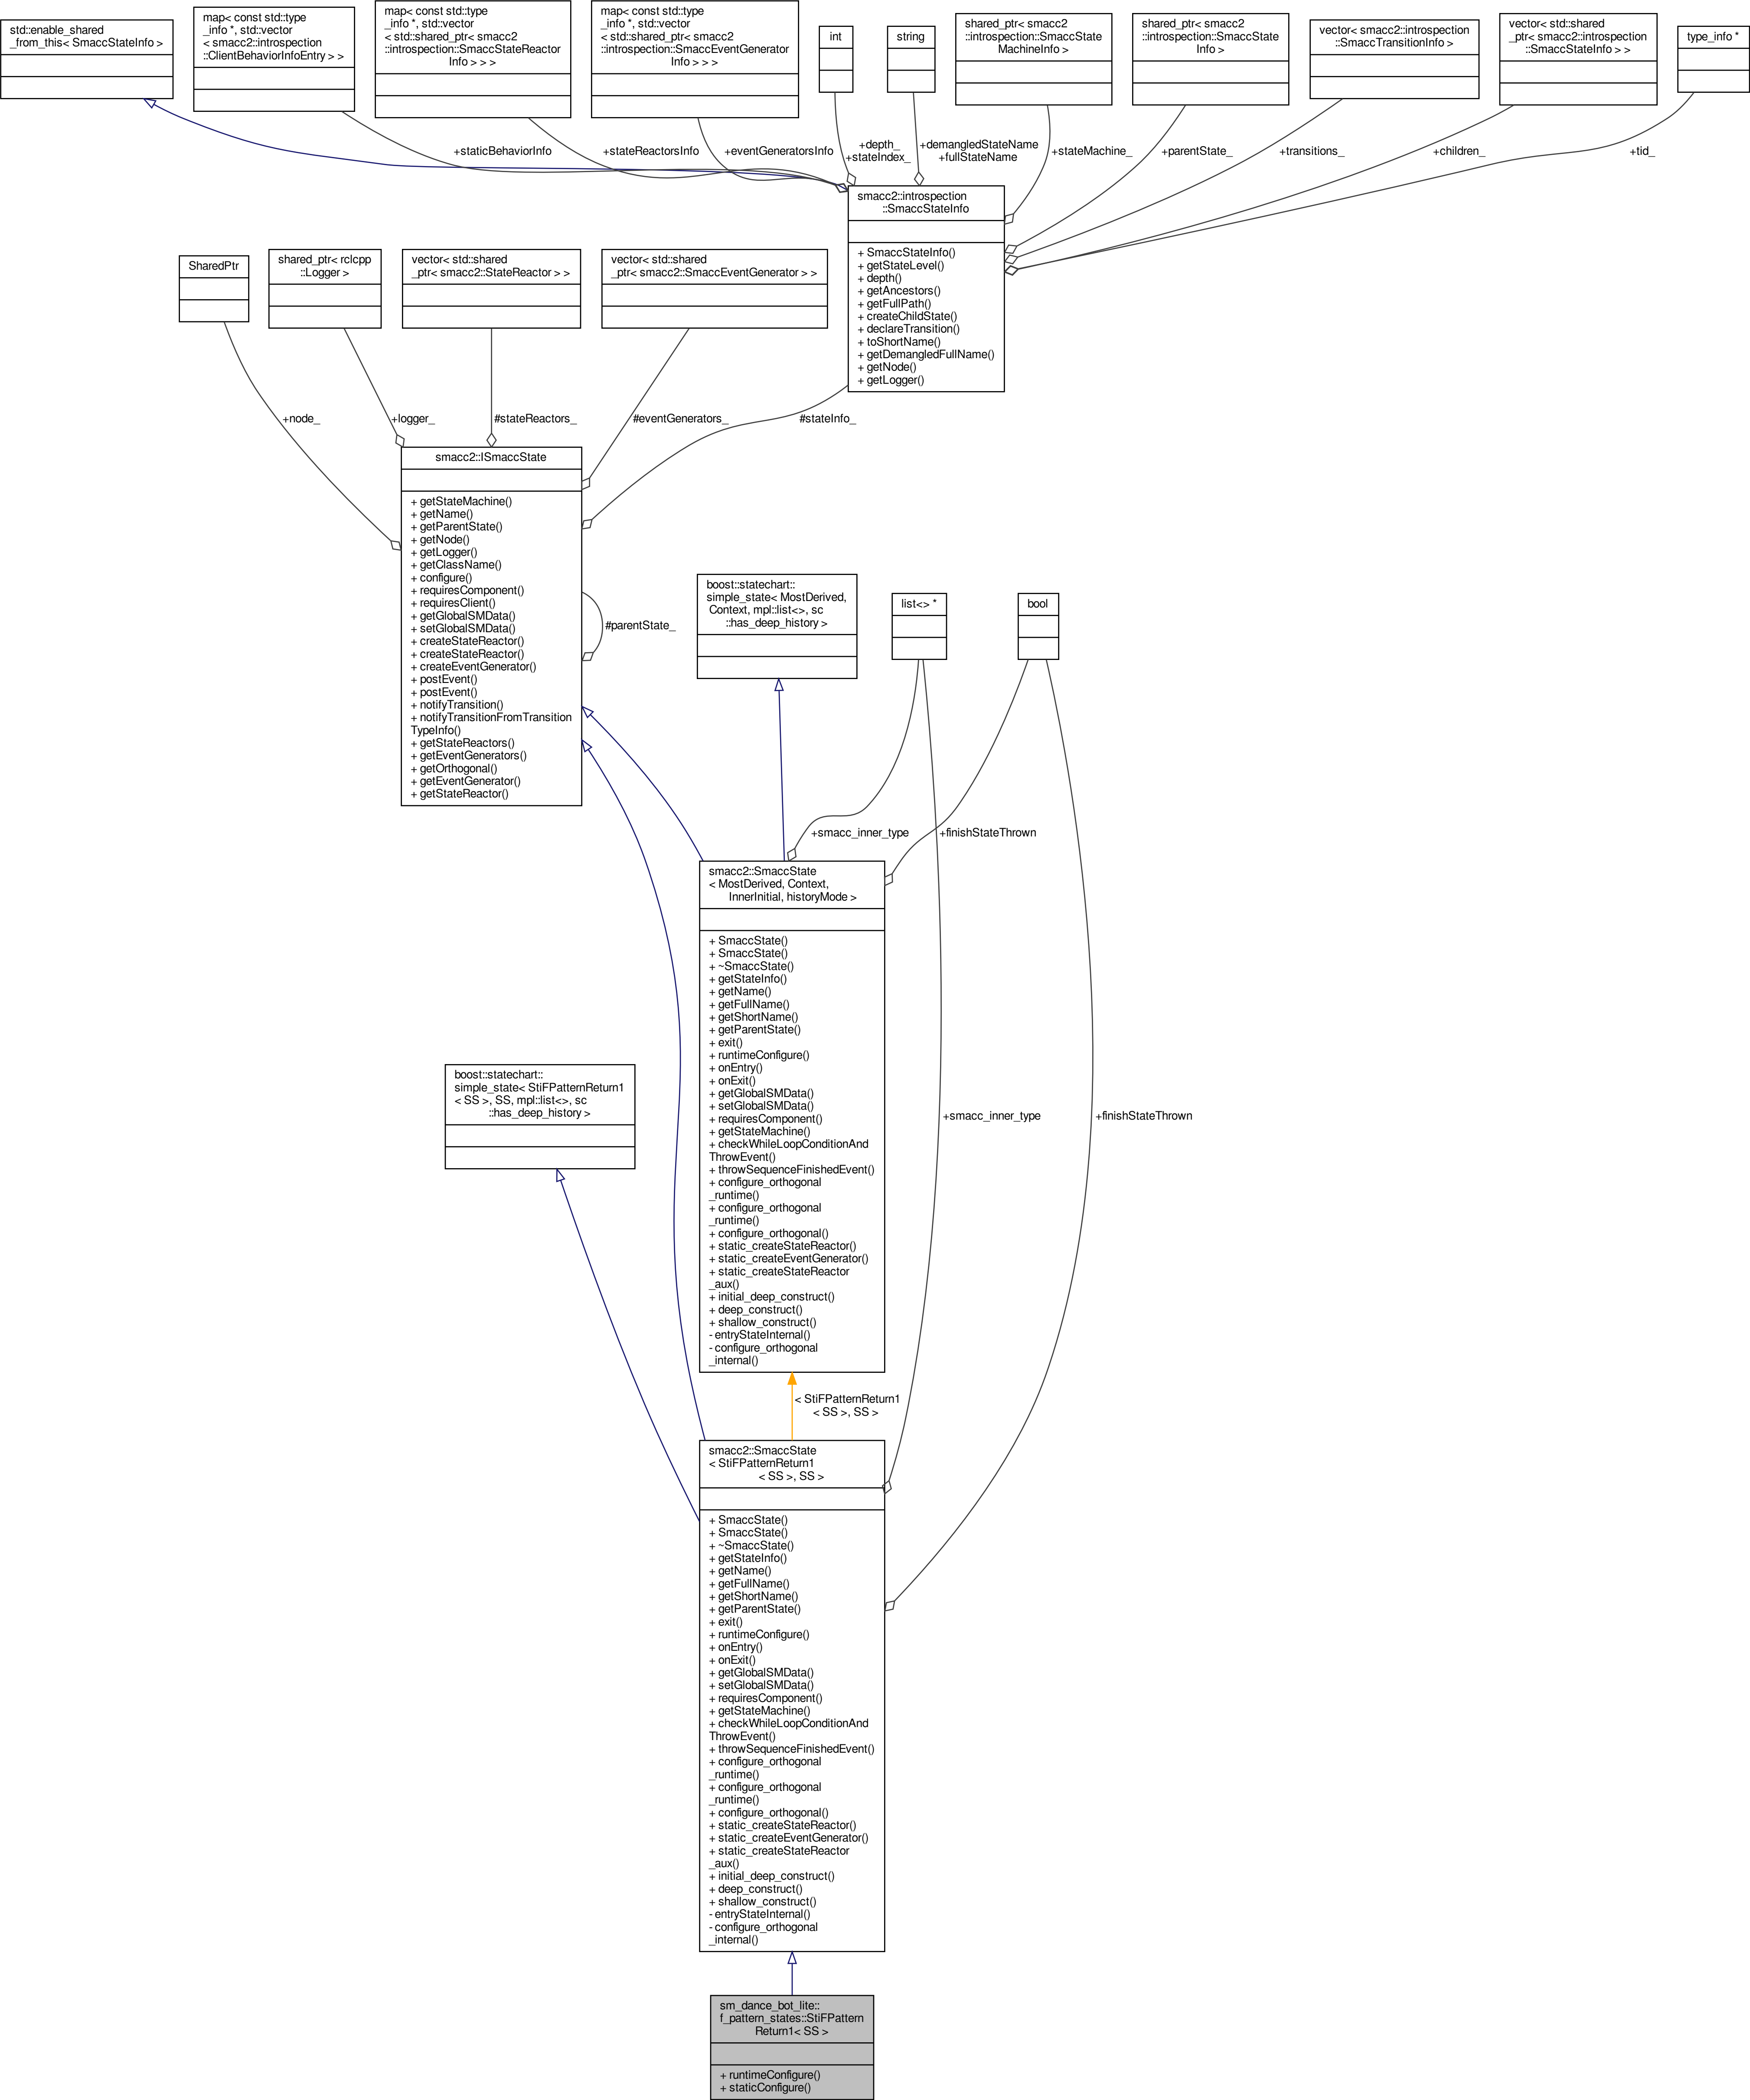 std::enable_shared
_from_this< SmaccStateInfo >
map< const std::type
_info *, std::vector
< smacc2::introspection
::ClientBehaviorInfoEntry > >
map< const std::type
_info *, std::vector
< std::shared_ptr< smacc2
::introspection::SmaccStateReactor
Info > > >
map< const std::type
_info *, std::vector
< std::shared_ptr< smacc2
::introspection::SmaccEventGenerator
Info > > >
int
string
shared_ptr< smacc2
::introspection::SmaccState
MachineInfo >
shared_ptr< smacc2
::introspection::SmaccState
Info >
vector< smacc2::introspection
::SmaccTransitionInfo >
vector< std::shared
_ptr< smacc2::introspection
::SmaccStateInfo > >
type_info *
+staticBehaviorInfo
+stateReactorsInfo
+eventGeneratorsInfo
+depth_
+stateIndex_
+demangledStateName
+fullStateName
+stateMachine_
+parentState_
+transitions_
+children_
+tid_
smacc2::introspection
::SmaccStateInfo
+ SmaccStateInfo()
+ getStateLevel()
+ depth()
+ getAncestors()
+ getFullPath()
+ createChildState()
+ declareTransition()
+ toShortName()
+ getDemangledFullName()
+ getNode()
+ getLogger()
SharedPtr
shared_ptr< rclcpp
::Logger >
vector< std::shared
_ptr< smacc2::StateReactor > >
vector< std::shared
_ptr< smacc2::SmaccEventGenerator > >
+node_
+logger_
#stateReactors_
#eventGenerators_
#stateInfo_
smacc2::ISmaccState
+ getStateMachine()
+ getName()
+ getParentState()
+ getNode()
+ getLogger()
+ getClassName()
+ configure()
+ requiresComponent()
+ requiresClient()
+ getGlobalSMData()
+ setGlobalSMData()
+ createStateReactor()
+ createStateReactor()
+ createEventGenerator()
+ postEvent()
+ postEvent()
+ notifyTransition()
+ notifyTransitionFromTransition
TypeInfo()
+ getStateReactors()
+ getEventGenerators()
+ getOrthogonal()
+ getEventGenerator()
+ getStateReactor()
#parentState_
boost::statechart::
simple_state< MostDerived,
Context, mpl::list<>, sc
::has_deep_history >
list<> *
bool
+smacc_inner_type
+finishStateThrown
smacc2::SmaccState
< MostDerived, Context,
InnerInitial, historyMode >
+ SmaccState()
+ SmaccState()
+ ~SmaccState()
+ getStateInfo()
+ getName()
+ getFullName()
+ getShortName()
+ getParentState()
+ exit()
+ runtimeConfigure()
+ onEntry()
+ onExit()
+ getGlobalSMData()
+ setGlobalSMData()
+ requiresComponent()
+ getStateMachine()
+ checkWhileLoopConditionAnd
ThrowEvent()
+ throwSequenceFinishedEvent()
+ configure_orthogonal
_runtime()
+ configure_orthogonal
_runtime()
+ configure_orthogonal()
+ static_createStateReactor()
+ static_createEventGenerator()
+ static_createStateReactor
_aux()
+ initial_deep_construct()
+ deep_construct()
+ shallow_construct()
- entryStateInternal()
- configure_orthogonal
_internal()
boost::statechart::
simple_state< StiFPatternReturn1
< SS >, SS, mpl::list<>, sc
::has_deep_history >
+smacc_inner_type
+finishStateThrown
< StiFPatternReturn1
< SS >, SS >
smacc2::SmaccState
< StiFPatternReturn1
< SS >, SS >
+ SmaccState()
+ SmaccState()
+ ~SmaccState()
+ getStateInfo()
+ getName()
+ getFullName()
+ getShortName()
+ getParentState()
+ exit()
+ runtimeConfigure()
+ onEntry()
+ onExit()
+ getGlobalSMData()
+ setGlobalSMData()
+ requiresComponent()
+ getStateMachine()
+ checkWhileLoopConditionAnd
ThrowEvent()
+ throwSequenceFinishedEvent()
+ configure_orthogonal
_runtime()
+ configure_orthogonal
_runtime()
+ configure_orthogonal()
+ static_createStateReactor()
+ static_createEventGenerator()
+ static_createStateReactor
_aux()
+ initial_deep_construct()
+ deep_construct()
+ shallow_construct()
- entryStateInternal()
- configure_orthogonal
_internal()
sm_dance_bot_lite::
f_pattern_states::StiFPattern
Return1< SS >
+ runtimeConfigure()
+ staticConfigure()